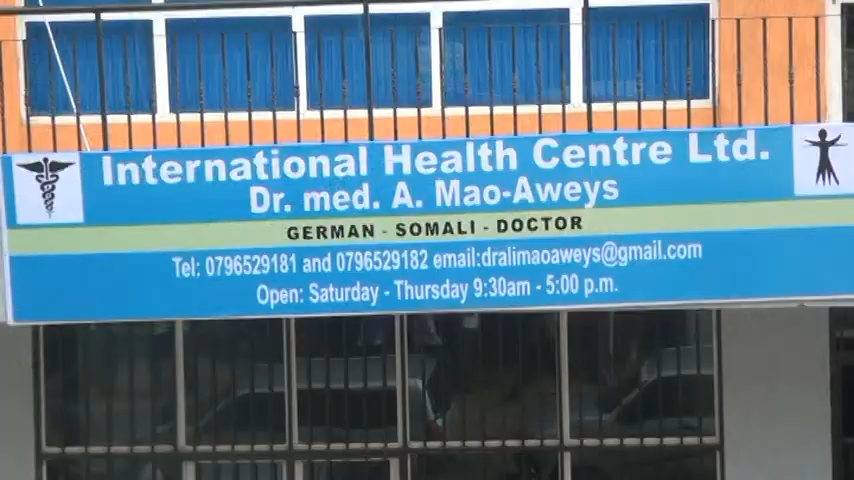 International Health Centre Ltd.
Dr. med. A. Mao-Aweys
GERMAN - SOMALI - DOCTOR
Tel: 0796529181 and 0796529182 email:dralimaoaweys@gmail.com
Open: Saturday - Thursday 9:30am - 5:00 p.m.